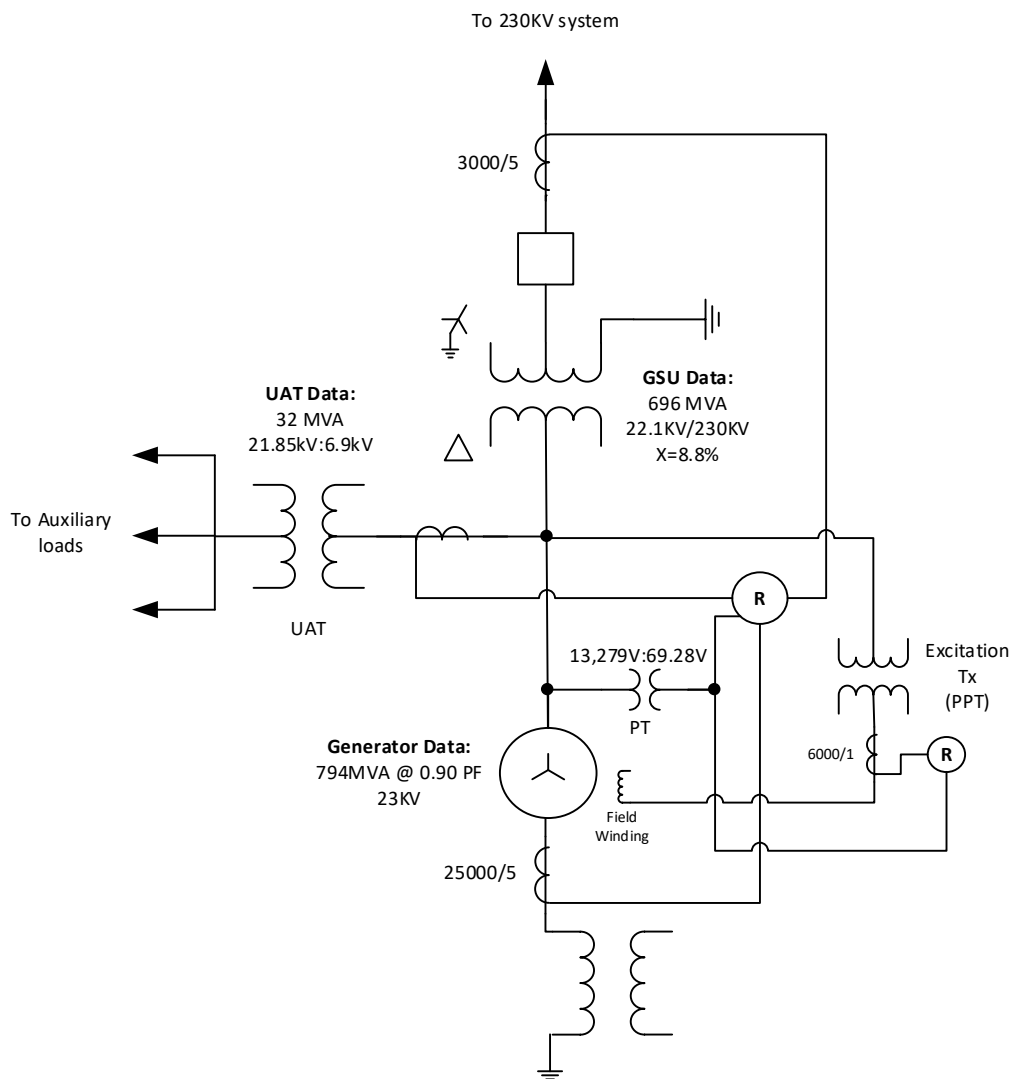 To 230KV system
3000/5
UAT Data:
32 MVA
21.85kV:6.9kV
GSU Data:
696 MVA
22.1KV/230KV
X=8.8%
To Auxiliary
loads
UAT
R
13,279V:69.28V
PT
Excitation
Tx
(PPT)
Generator Data:
794MVA @ 0.90 PF
23KV
6000/1
R
Field
Winding
25000/5